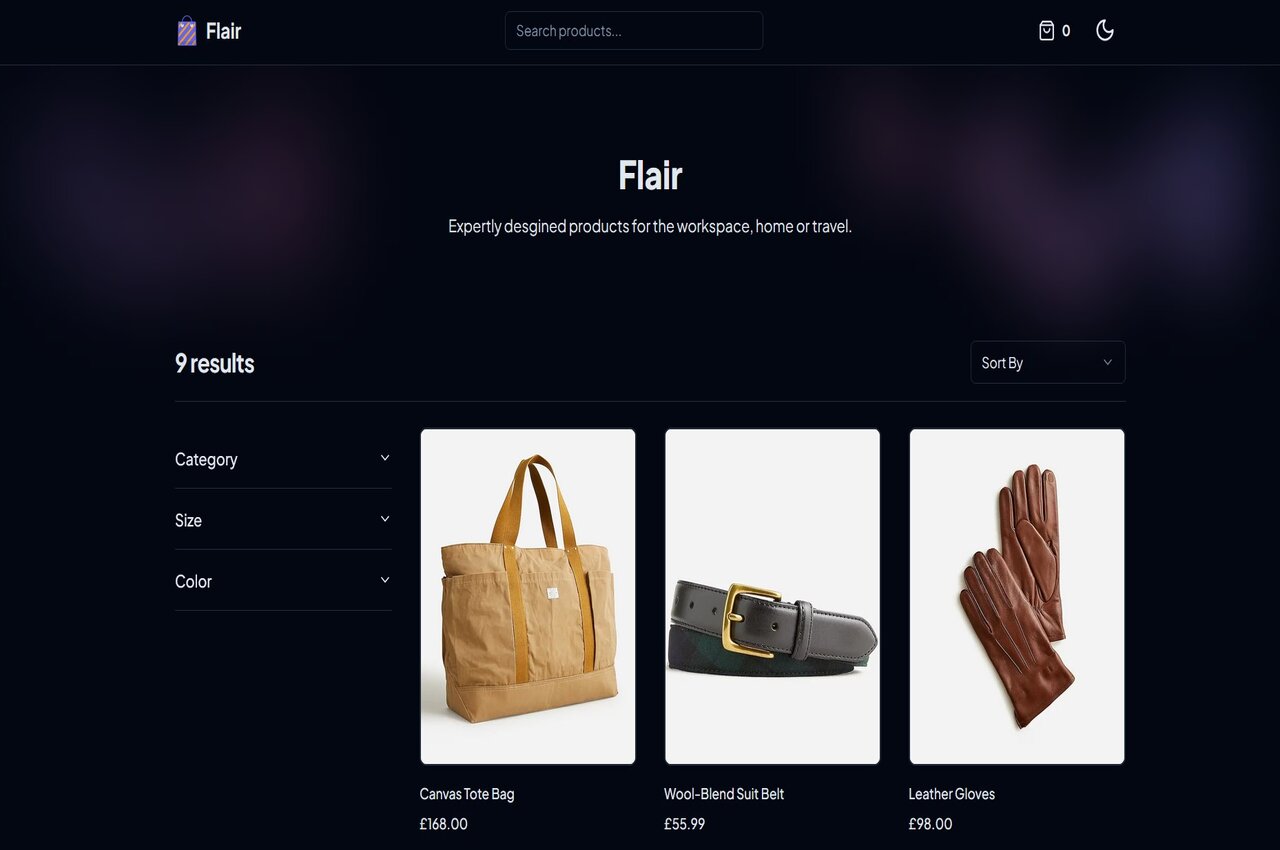 Flair
Search products...
0
Flair
Expertly desgined products for the workspace, home or travel.
9 results
Sort By
Category
Size
Color
Canvas Tote Bag
£168.00
Wool-Blend Suit Belt
£55.99
Leather Gloves
£98.00